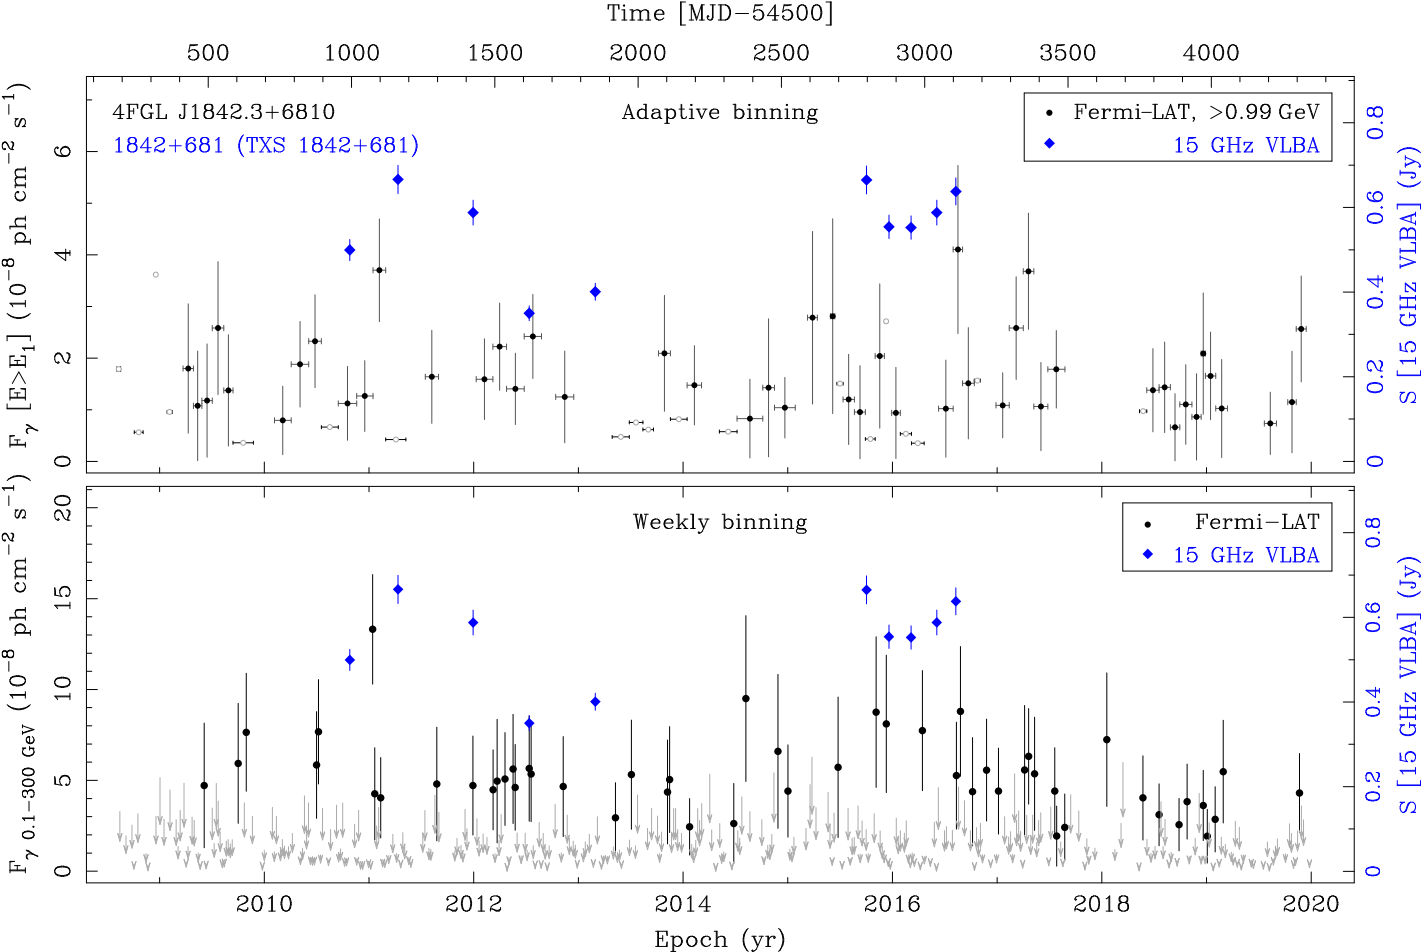 Time [MJD−54500]
500 1000 1500 2000 2500 3000 3500 4000
4FGL J1842.3+6810
1842+681 (TXS 1842+681)
Adaptive binning
Fermi−LAT, >0.99 GeV
15 GHz VLBA
F_γ [E>E_1] (10^−8 ph cm^−2 s^−1)
6
4
2
0
S [15 GHz VLBA] (Jy)
0.8
0.6
0.4
0.2
0
Weekly binning
Fermi−LAT
15 GHz VLBA
F_γ 0.1−300 GeV (10^−8 ph cm^−2 s^−1)
20
15
10
5
0
S [15 GHz VLBA] (Jy)
0.8
0.6
0.4
0.2
0
2010 2012 2014 2016 2018 2020
Epoch (yr)